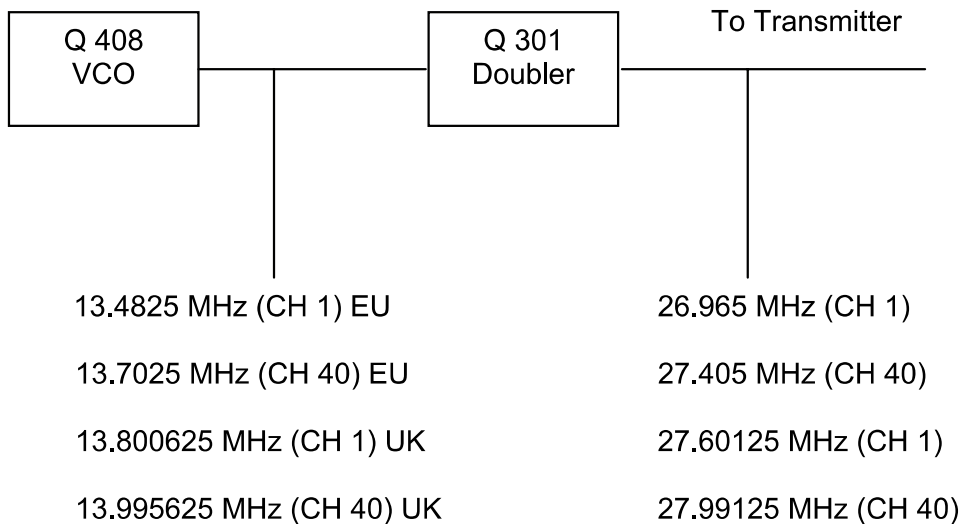 Q 408
VCO
Q 301
Doubler
To Transmitter
13.4825 MHz (CH 1) EU
26.965 MHz (CH 1)
13.7025 MHz (CH 40) EU
27.405 MHz (CH 40)
13.800625 MHz (CH 1) UK
27.60125 MHz (CH 1)
13.995625 MHz (CH 40) UK
27.99125 MHz (CH 40)